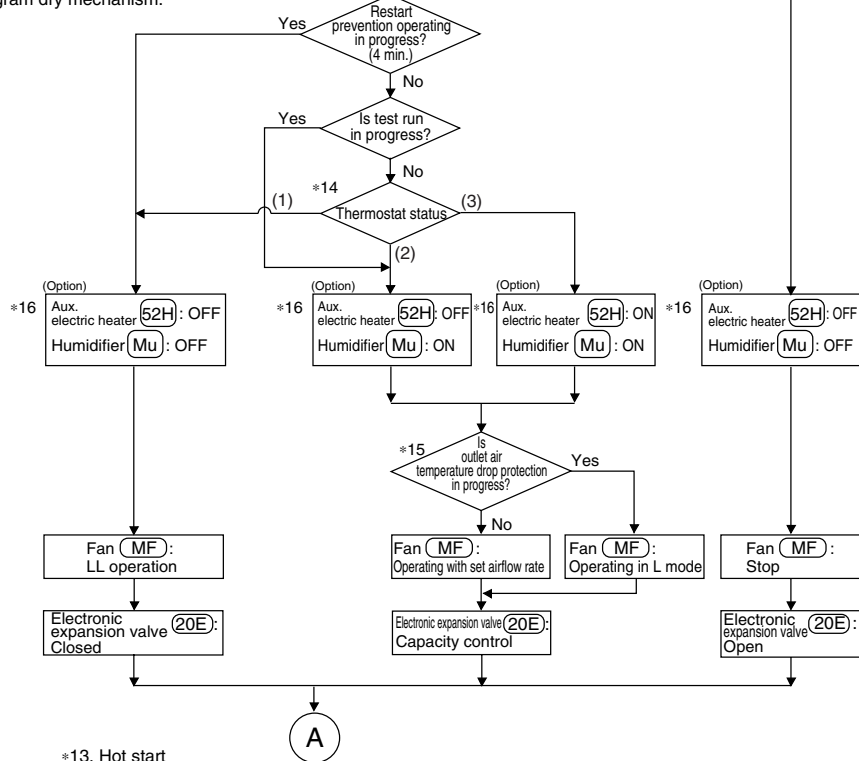 gram dry mechanism.
Restart
prevention operating
in progress?
(4 min.)
Yes
No
Is test run
in progress?
Yes
No
*14
Thermostat status
(1)
(2)
(3)
(Option)
*16
Aux.
electric heater 52H : OFF
Humidifier Mu : OFF
(Option)
*16
Aux.
electric heater 52H : OFF
Humidifier Mu : ON
(Option)
*16
Aux.
electric heater 52H : ON
Humidifier Mu : ON
(Option)
*16
Aux.
electric heater 52H : OFF
Humidifier Mu : OFF
*15
Is
outlet air
temperature drop protection
in progress?
Yes
No
Fan MF :
LL operation
Fan MF :
Operating with set airflow rate
Fan MF :
Operating in L mode
Fan MF :
Stop
Electronic
expansion valve 20E :
Closed
Electronic expansion valve 20E :
Capacity control
Electronic
expansion valve 20E :
Open
A
*13. Hot start